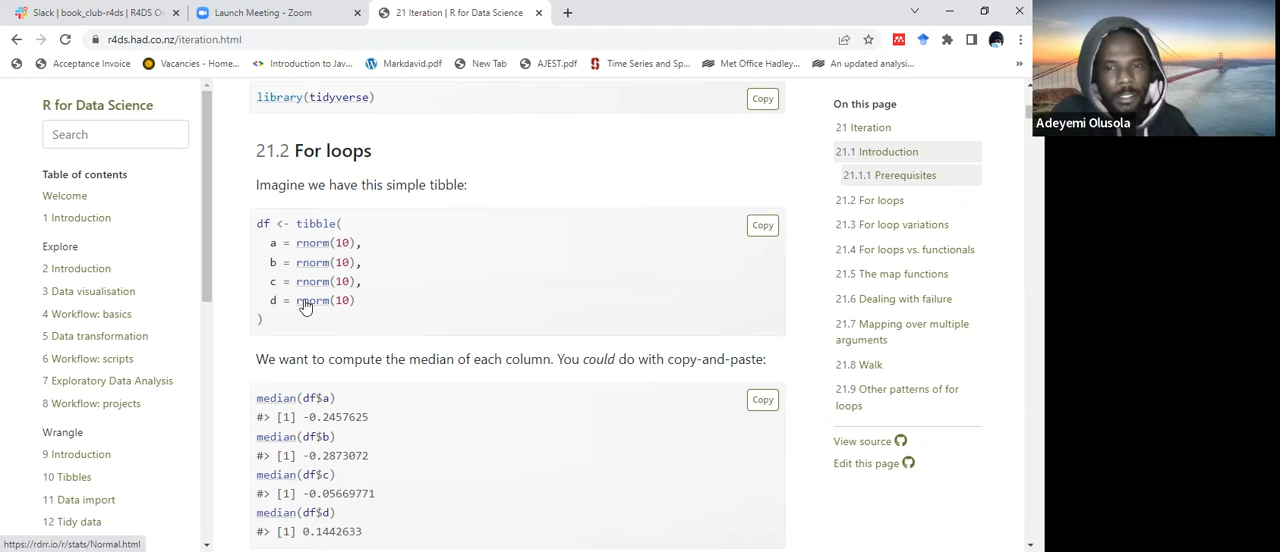 Slack | book_club-r4ds | R4DS O
Launch Meeting - Zoom
21 Iteration | R for Data Science
r4ds.had.co.nz/iteration.html
Acceptance Invoice
Vacancies - Home...
Introduction to Jav...
Markdavid.pdf
New Tab
AJEST.pdf
Time Series and Sp...
Met Office Hadley...
An updated analysi...
»
Adeyemi Olusola
R for Data Science
Search
Table of contents
Welcome
1 Introduction
Explore
2 Introduction
3 Data visualisation
4 Workflow: basics
5 Data transformation
6 Workflow: scripts
7 Exploratory Data Analysis
8 Workflow: projects
Wrangle
9 Introduction
10 Tibbles
11 Data import
12 Tidy data
https://rdrr.io/r/stats/Normal.html
library(tidyverse)
Copy
21.2 For loops
Imagine we have this simple tibble:
df <- tibble(
a = rnorm(10),
b = rnorm(10),
c = rnorm(10),
d = rnorm(10)
)
Copy
We want to compute the median of each column. You could do with copy-and-paste:
median(df$a)
#> [1] -0.2457625
median(df$b)
#> [1] -0.2873072
median(df$c)
#> [1] -0.05669771
median(df$d)
#> [1] 0.1442633
Copy
On this page
21 Iteration
21.1 Introduction
21.1.1 Prerequisites
21.2 For loops
21.3 For loop variations
21.4 For loops vs. functionals
21.5 The map functions
21.6 Dealing with failure
21.7 Mapping over multiple
arguments
21.8 Walk
21.9 Other patterns of for
loops
View source
Edit this page